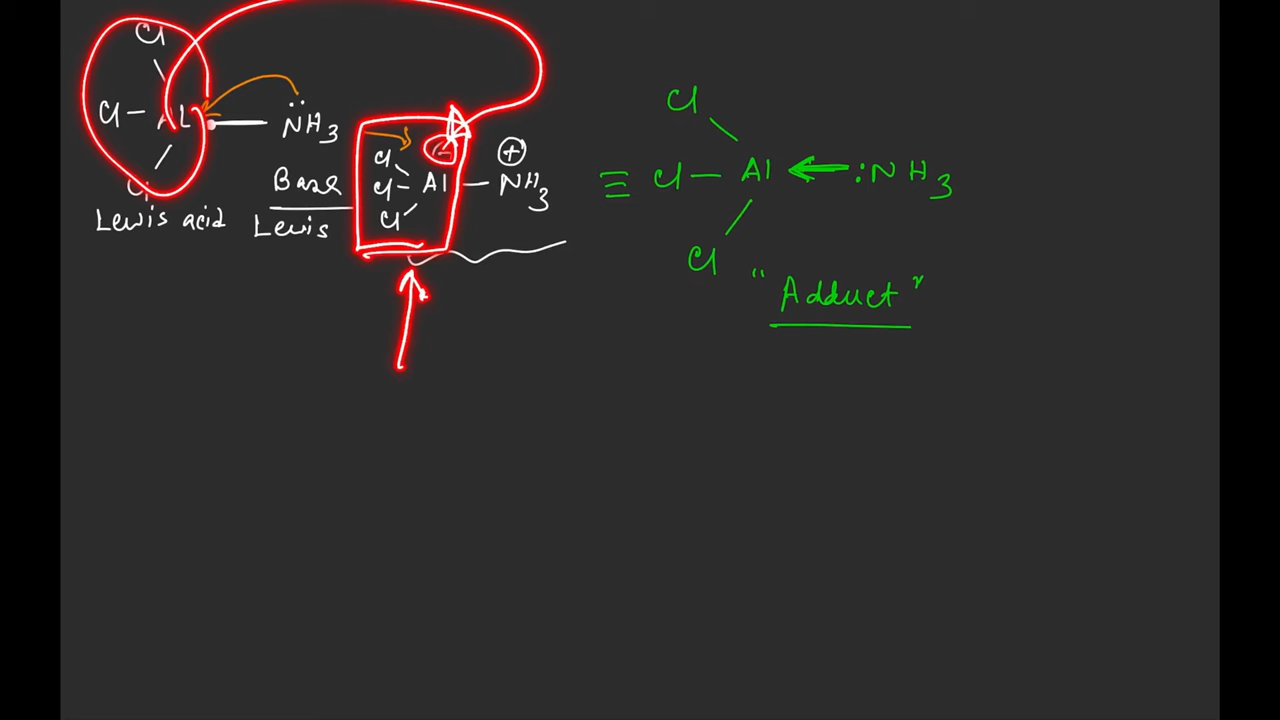 Cl
Cl – Al — N̈H3
Cl
Lewis acid
Base
Lewis
Cl ⊖ ⊕
Cl – Al – NH3
Cl
Cl
≡ Cl – Al ← :NH3
Cl
"Adduct"